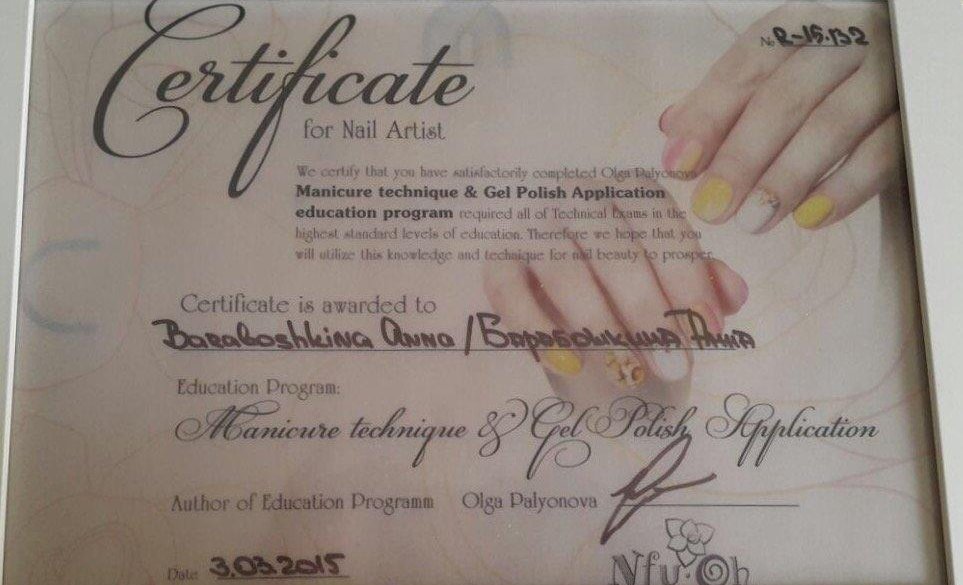 Certificate
№ R-15.132
for Nail Artist
We certify that you have satisfactorily completed Olga Palyonova
Manicure technique & Gel Polish Application
education program required all of Technical Exams in the
highest standard levels of education. Therefore we hope that you
will utilize this knowledge and technique for nail beauty to prosper.
Certificate is awarded to
Baraboshkina Anna / Барабошкина Анна
Education Program:
Manicure technique & Gel Polish Application
Author of Education Programm Olga Palyonova
Date 3.03.2015
Nfu·Oh